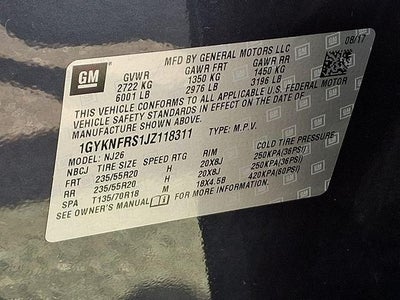 GM
MFD BY GENERAL MOTORS LLC
08/17
GVWR GAWR FRT GAWR RR
2722 KG 1350 KG 1450 KG
6001 LB 2976 LB 3196 LB
THIS VEHICLE CONFORMS TO ALL APPLICABLE U.S. FEDERAL MOTOR
VEHICLE SAFETY STANDARDS IN EFFECT ON THE DATE OF
MANUFACTURE SHOWN ABOVE.
1GYKNFRS1JZ118311 TYPE: M.P.V.
MODEL: NJ26
NBCJ TIRE SIZE SPEED RTG RIM COLD TIRE PRESSURE
FRT 235/55R20 H 20X8J 250KPA(36PSI)
RR 235/55R20 H 20X8J 250KPA(36PSI)
SPA T135/70R18 M 18X4.5B 420KPA(60PSI)
SEE OWNER'S MANUAL FOR MORE INFORMATION.